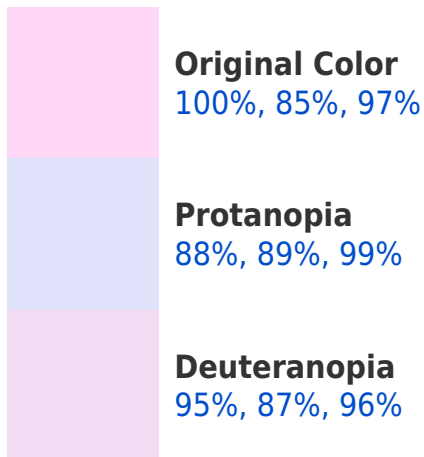 Original Color
100%, 85%, 97%
Protanopia
88%, 89%, 99%
Deuteranopia
95%, 87%, 96%